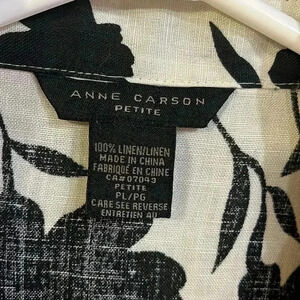 ANNE CARSON
PETITE
100% LINEN/LINEN
MADE IN CHINA
FABRIQUÉ EN CHINE
CA#07043
PETITE
PL/PG
CARE SEE REVERSE
ENTRETIEN AU